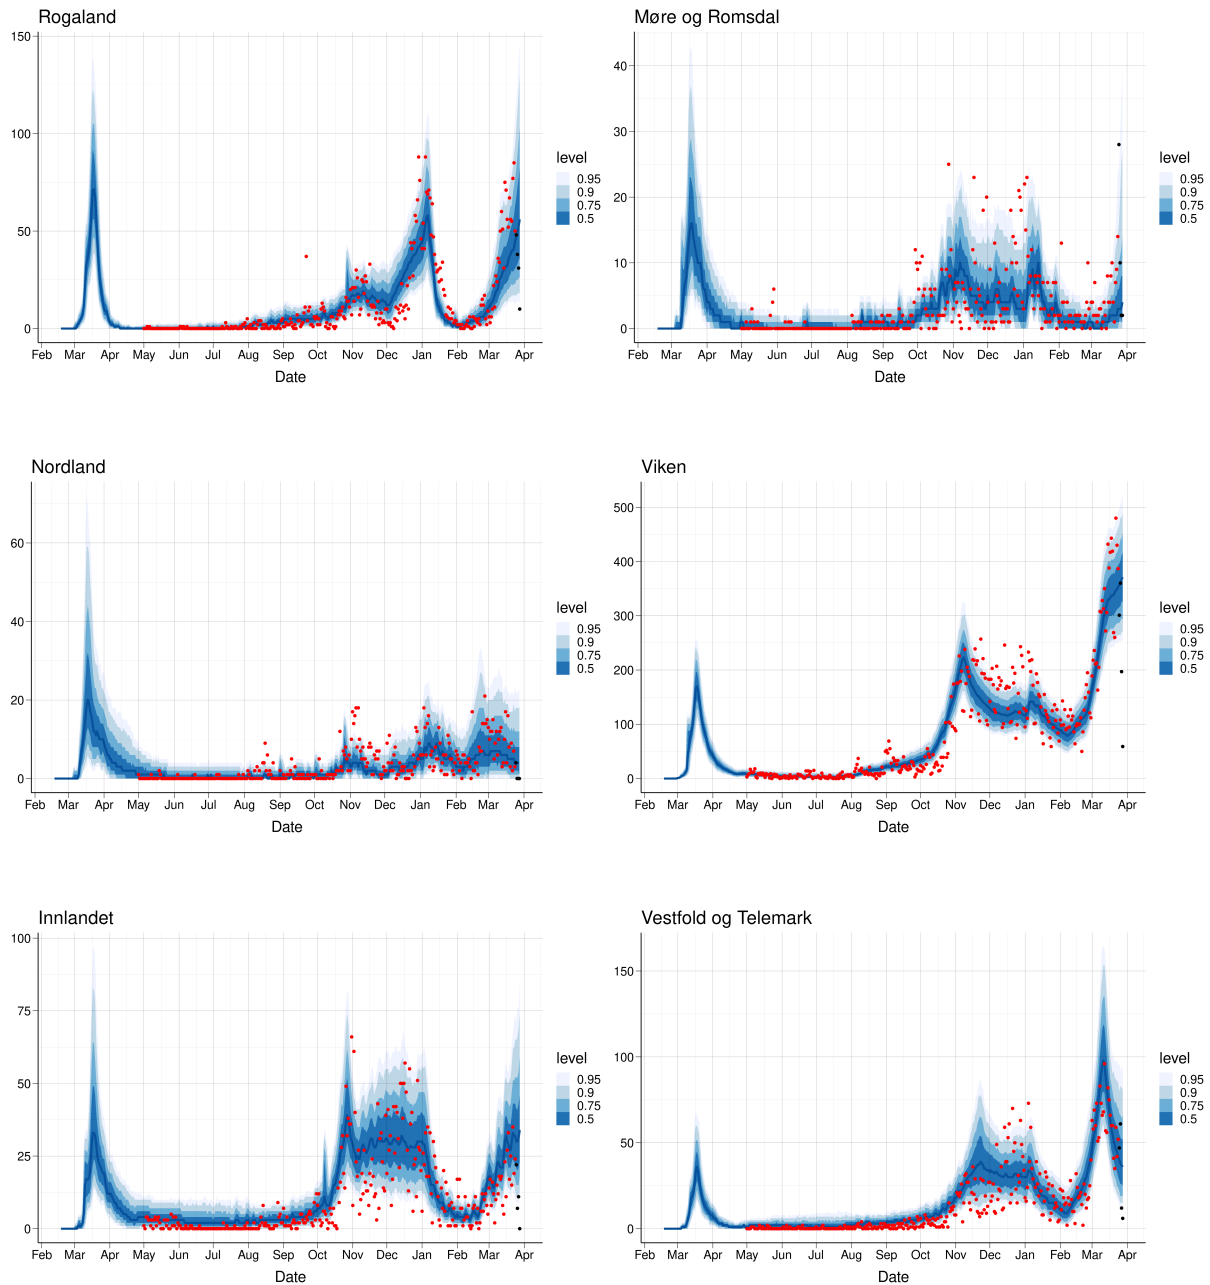 Rogaland
150
100
50
0
Feb Mar Apr May Jun Jul Aug Sep Oct Nov Dec Jan Feb Mar Apr
Date
level
0.95
0.9
0.75
0.5
Møre og Romsdal
40
30
20
10
0
Feb Mar Apr May Jun Jul Aug Sep Oct Nov Dec Jan Feb Mar Apr
Date
level
0.95
0.9
0.75
0.5
Nordland
60
40
20
0
Feb Mar Apr May Jun Jul Aug Sep Oct Nov Dec Jan Feb Mar Apr
Date
level
0.95
0.9
0.75
0.5
Viken
500
400
300
200
100
0
Feb Mar Apr May Jun Jul Aug Sep Oct Nov Dec Jan Feb Mar Apr
Date
level
0.95
0.9
0.75
0.5
Innlandet
100
75
50
25
0
Feb Mar Apr May Jun Jul Aug Sep Oct Nov Dec Jan Feb Mar Apr
Date
level
0.95
0.9
0.75
0.5
Vestfold og Telemark
150
100
50
0
Feb Mar Apr May Jun Jul Aug Sep Oct Nov Dec Jan Feb Mar Apr
Date
level
0.95
0.9
0.75
0.5